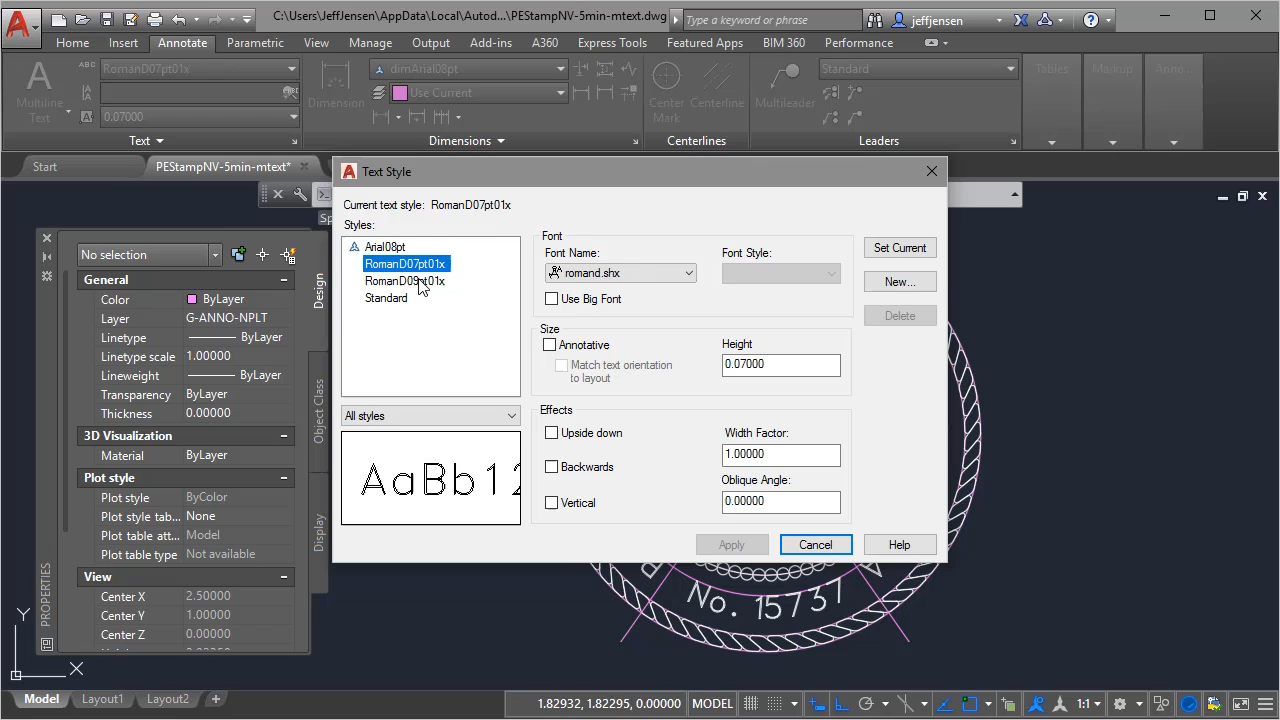 C:\Users\JeffJensen\AppData\Local\Autod...\PEStampNV-5min-mtext.dwg
Type a keyword or phrase
jeffjensen
Home Insert Annotate Parametric View Manage Output Add-ins A360 Express Tools Featured Apps BIM 360 Performance
RomanD07pt01x
dimArial08pt
Standard
Use Current
Multiline
Text
0.07000
Dimension
Center
Mark
Centerline
Multileader
Tables
Markup
Anno...
Text
Dimensions
Centerlines
Leaders
Start
PEStampNV-5min-mtext*
Text Style
Current text style: RomanD07pt01x
Styles:
Arial08pt
RomanD07pt01x
RomanD09pt01x
Standard
All styles
AaBb12
Font
Font Name:
romand.shx
Font Style:
Use Big Font
Size
Annotative
Match text orientation
to layout
Height
0.07000
Effects
Upside down
Backwards
Vertical
Width Factor:
1.00000
Oblique Angle:
0.00000
Set Current
New...
Delete
Apply
Cancel
Help
No selection
General
Color ByLayer
Layer G-ANNO-NPLT
Linetype ByLayer
Linetype scale 1.00000
Lineweight ByLayer
Transparency ByLayer
Thickness 0.00000
3D Visualization
Material ByLayer
Plot style
Plot style ByColor
Plot style tab... None
Plot table att... Model
Plot table type Not available
View
Center X 2.50000
Center Y 1.00000
Center Z 0.00000
Design
Object Class
Display
PROPERTIES
No. 15737
Y
X
Model Layout1 Layout2 +
1.82932, 1.82295, 0.00000 MODEL
1:1